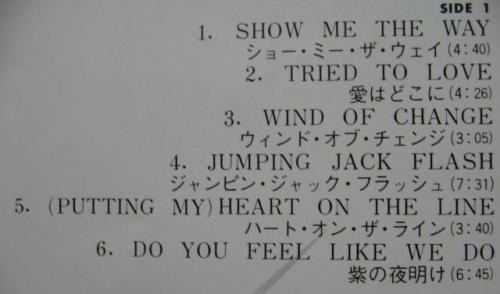 SIDE 1
1. SHOW ME THE WAY
ショー・ミー・ザ・ウェイ(4:40)
2. TRIED TO LOVE
愛はどこに(4:26)
3. WIND OF CHANGE
ウィンド・オブ・チェンジ(3:05)
4. JUMPING JACK FLASH
ジャンピン・ジャック・フラッシュ(7:31)
5. (PUTTING MY) HEART ON THE LINE
ハート・オン・ザ・ライン(3:40)
6. DO YOU FEEL LIKE WE DO
紫の夜明け(6:45)